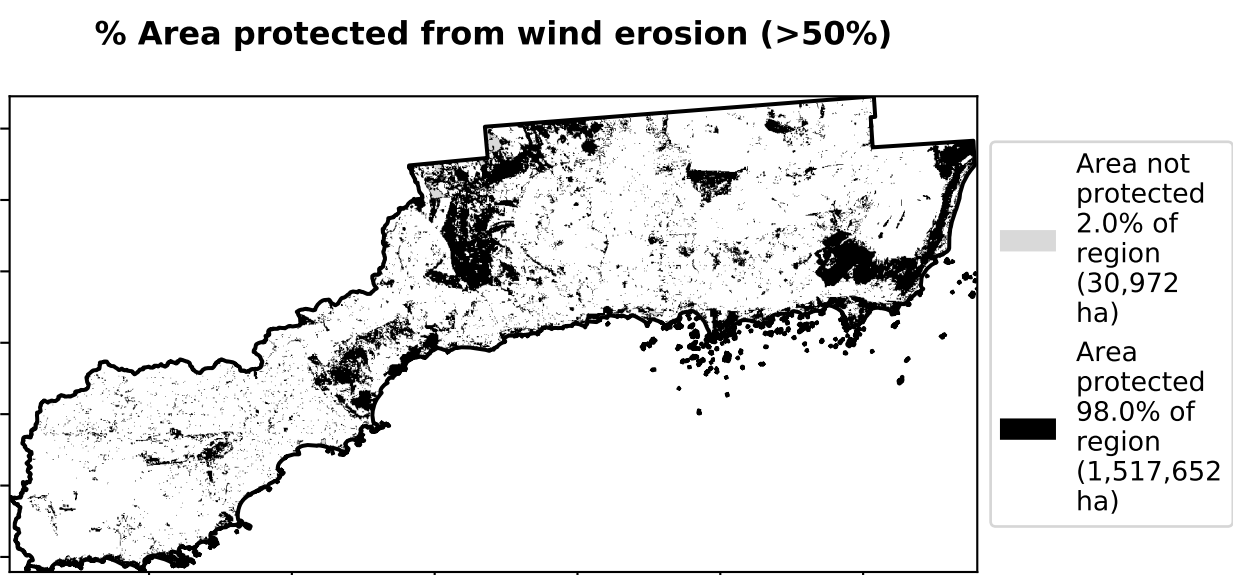 % Area protected from wind erosion (>50%)
Area not
protected
2.0% of
region
(30,972
ha)
Area
protected
98.0% of
region
(1,517,652
ha)